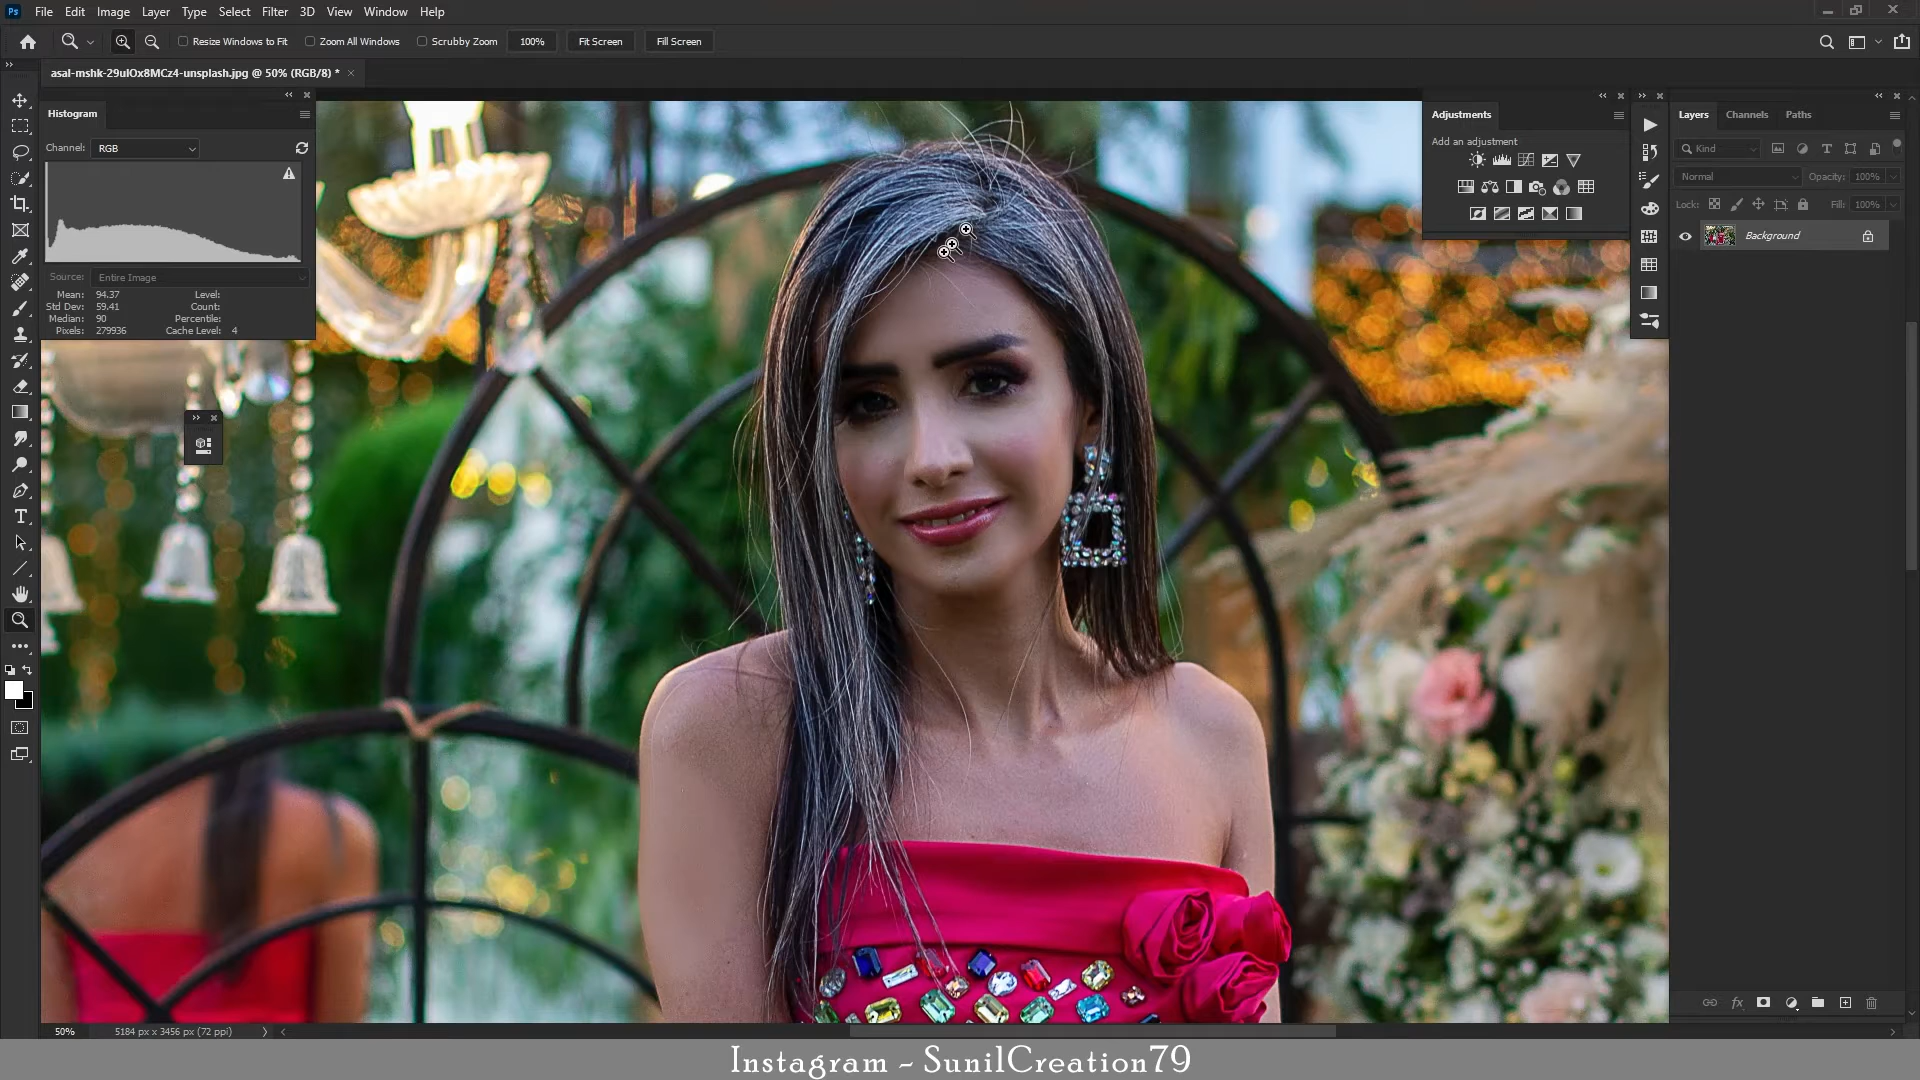 Ps File Edit Image Layer Type Select Filter 3D View Window Help
Resize Windows to Fit Zoom All Windows Scrubby Zoom 100% Fit Screen Fill Screen
asal-mshk-29ulOx8MCz4-unsplash.jpg @ 50% (RGB/8) *
Histogram
Channel: RGB
Source: Entire Image
Mean: 94.37 Level:
Std Dev: 59.41 Count:
Median: 90 Percentile:
Pixels: 279936 Cache Level: 4
Adjustments
Add an adjustment
Layers Channels Paths
Kind
Normal Opacity: 100%
Lock: Fill: 100%
Background
50% 5184 px x 3456 px (72 ppi)
Instagram - SunilCreation79